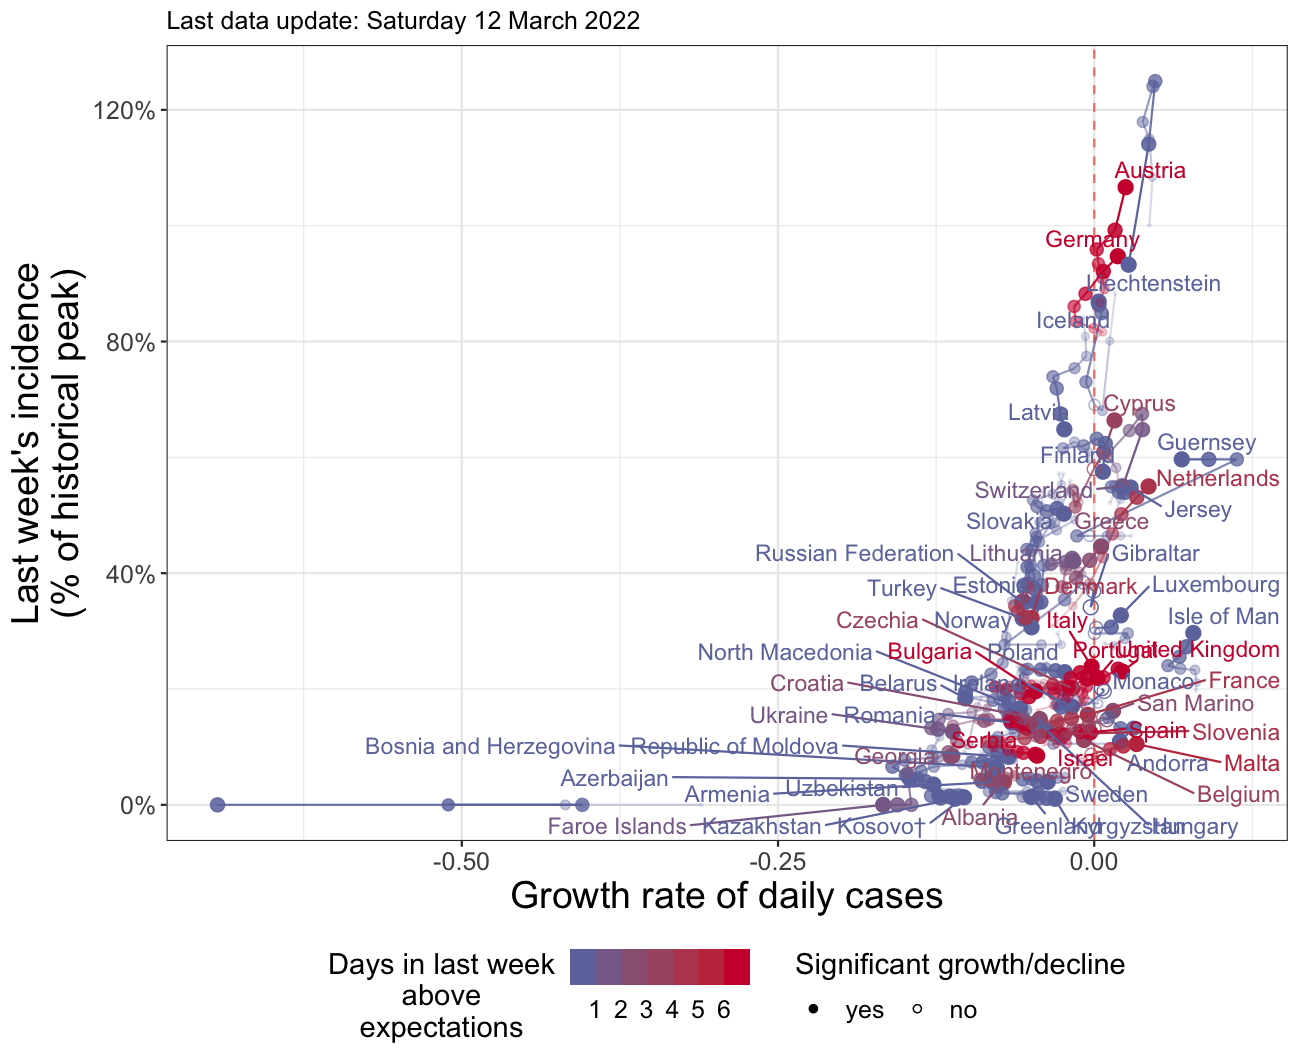 Last data update: Saturday 12 March 2022
Last week's incidence
(% of historical peak)
120%
80%
40%
0%
Austria
Germany
Liechtenstein
Iceland
Cyprus
Latvia
Guernsey
Finland
Netherlands
Switzerland
Jersey
Slovakia
Greece
Russian Federation
Lithuania
Gibraltar
Turkey
Estonia
Denmark
Luxembourg
Czechia
Norway
Italy
Isle of Man
North Macedonia
Bulgaria
Poland
Portugal
United Kingdom
Croatia
Belarus
Ireland
Monaco
France
Ukraine
Romania
San Marino
Bosnia and Herzegovina
Republic of Moldova
Serbia
Spain
Slovenia
Georgia
Israel
Andorra
Malta
Azerbaijan
Uzbekistan
Montenegro
Armenia
Sweden
Belgium
Faroe Islands
Kazakhstan
Kosovo†
Albania
Greenland
Kyrgyzstan
Hungary
-0.50
-0.25
0.00
Growth rate of daily cases
Days in last week
above
expectations
1 2 3 4 5 6
Significant growth/decline
yes
no